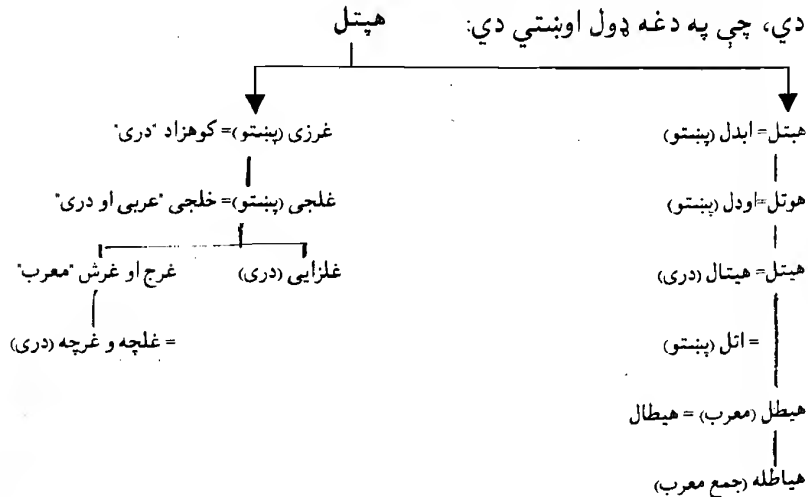 دي، چې په دغه ډول اوښتي دي:
هپتل
هبتل= ابدل (پښتو)
غرزی (پښتو)= کوهزاد "دری"
هوتل=اودل (پښتو)
غلجی (پښتو)= خلجی "عربی او دری"
هیتل= هیتال (دری)
غلزایی (دری)
غرج او غرش "معرب"
= اتل (پښتو)
= غلچه و غرچه (دری)
هیطل (معرب) = هیطال
هیاطله (جمع معرب)